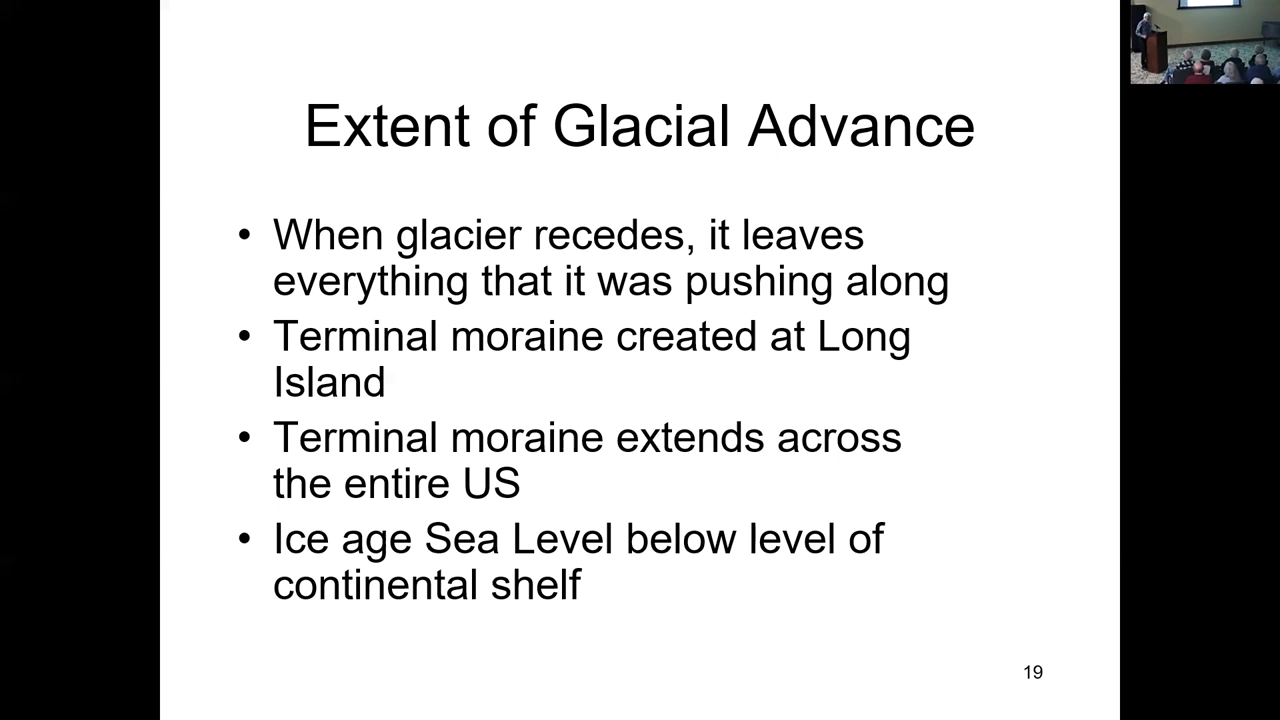 Extent of Glacial Advance
• When glacier recedes, it leaves
everything that it was pushing along
• Terminal moraine created at Long
Island
• Terminal moraine extends across
the entire US
• Ice age Sea Level below level of
continental shelf
19